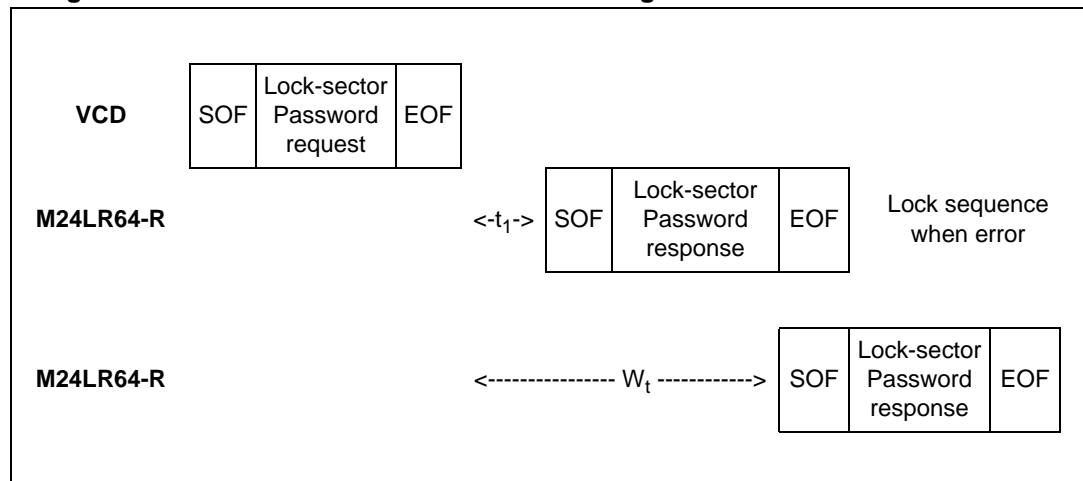 VCD SOF Lock-sector Password request EOF
M24LR64-R <-t1-> SOF Lock-sector Password response EOF Lock sequence when error
M24LR64-R <---------------- Wt ------------> SOF Lock-sector Password response EOF